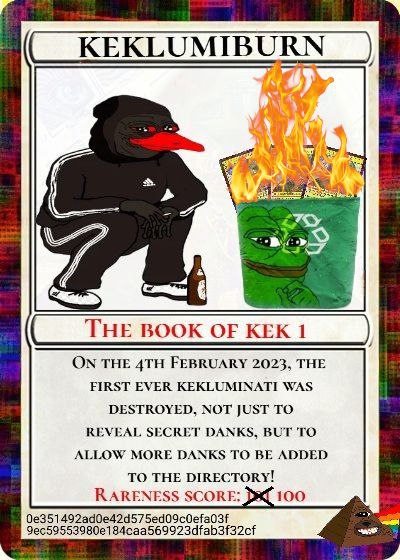 KEKLUMIBURN
THE BOOK OF KEK 1
ON THE 4TH FEBRUARY 2023, THE
FIRST EVER KEKLUMINATI WAS
DESTROYED, NOT JUST TO
REVEAL SECRET DANKS, BUT TO
ALLOW MORE DANKS TO BE ADDED
TO THE DIRECTORY!
RARENESS SCORE: 100
0e351492ad0e42d575ed09c0efa03f
9ec59553980e184caa569923dfab3f32cf